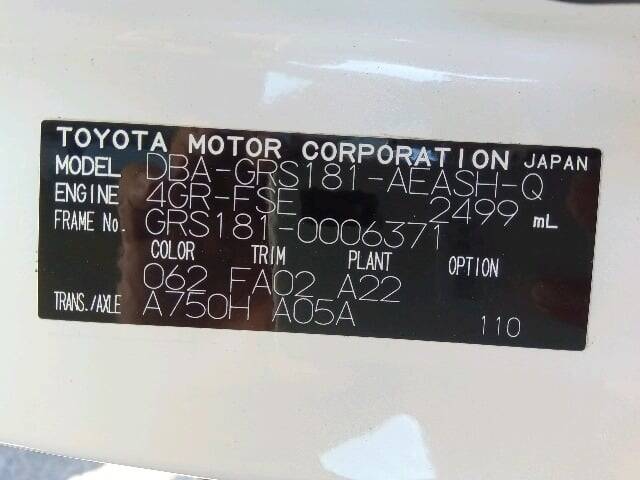 TOYOTA MOTOR CORPORATION JAPAN
MODEL DBA-GRS181-AEASH-Q
ENGINE 4GR-FSE 2499 mL
FRAME No. GRS181-0006371
COLOR TRIM PLANT OPTION
062 FA02 A22
TRANS./AXLE A750H A05A
110